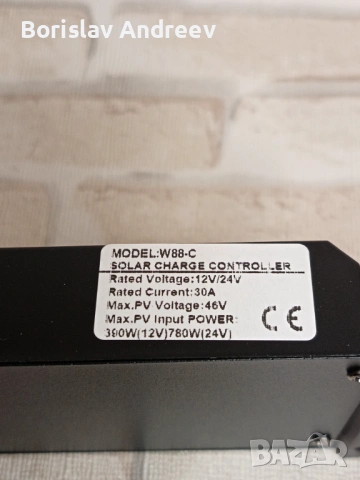 Borislav Andreev
MODEL:W88-C
SOLAR CHARGE CONTROLLER
Rated Voltage:12V/24V
Rated Current:30A
Max.PV Voltage:46V
Max.PV Input POWER:
390W(12V)780W(24V)
CE
bazar